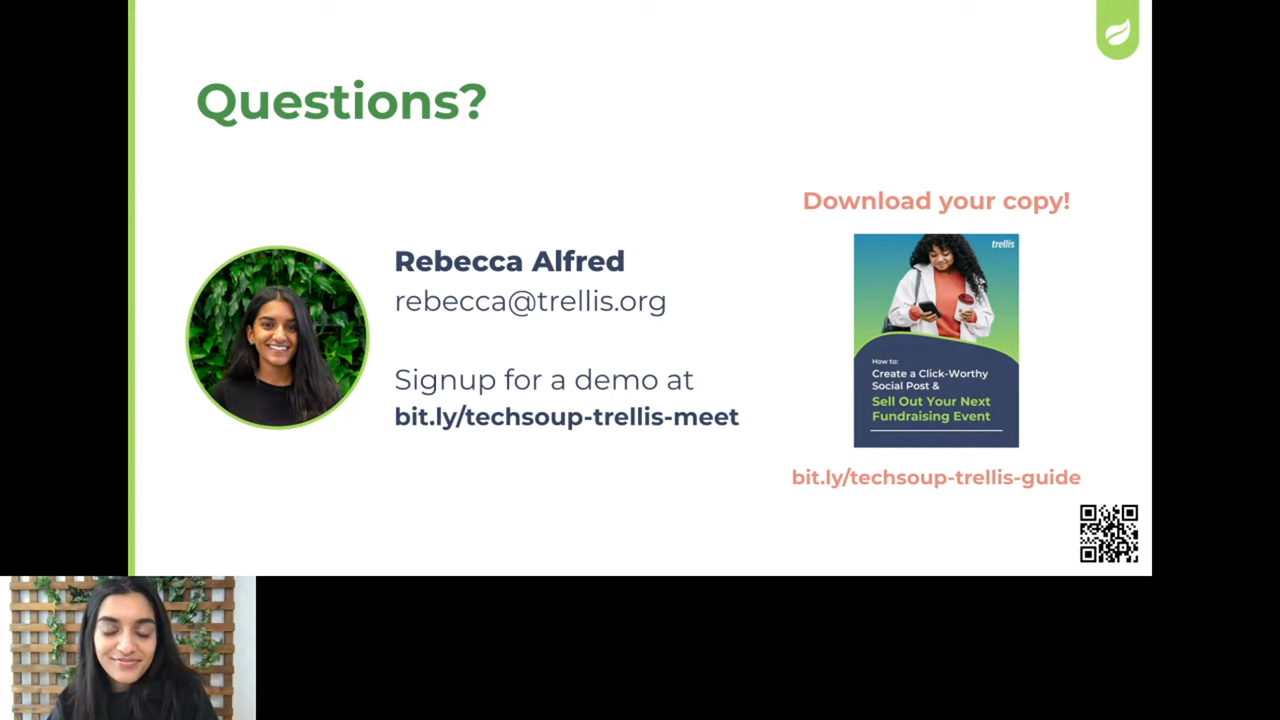 Questions?
Rebecca Alfred
rebecca@trellis.org
Signup for a demo at
bit.ly/techsoup-trellis-meet
Download your copy!
trellis
How to:
Create a Click-Worthy
Social Post &
Sell Out Your Next
Fundraising Event
bit.ly/techsoup-trellis-guide